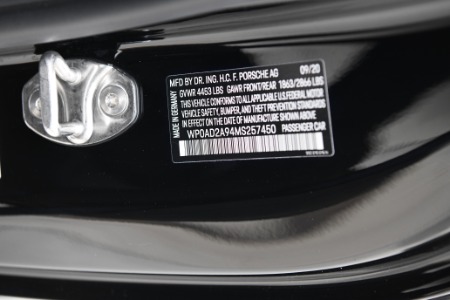 MFD BY DR. ING. H.C. F. PORSCHE AG 09/20
GVWR 4453 LBS GAWR FRONT/REAR 1863/2866 LBS
THIS VEHICLE CONFORMS TO ALL APPLICABLE U.S. FEDERAL MOTOR
VEHICLE SAFETY, BUMPER, AND THEFT PREVENTION STANDARDS
IN EFFECT ON THE DATE OF MANUFACTURE SHOWN ABOVE
WP0AD2A94MS257450 PASSENGER CAR
MADE IN GERMANY